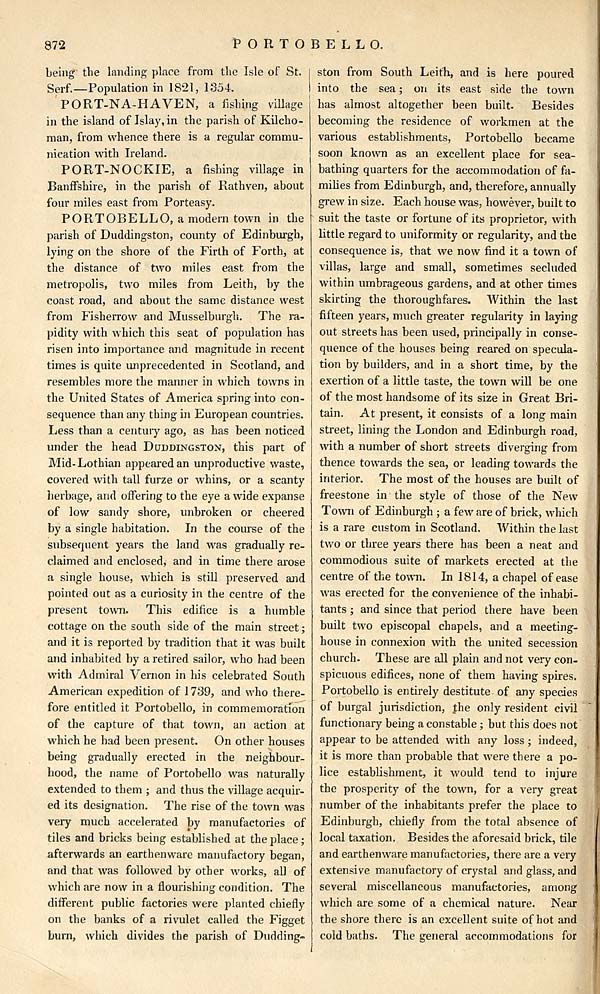 872
PORTOBELLO.
being the landing place from the Isle of St.
Serf.—Population in 1821, 1354.
PORT-NA-HAVEN, a fishing village
in the island of Islay, in the parish of Kilcho-
man, from whence there is a regular commu-
nication with Ireland.
PORT-NOCKIE, a fishing village in
Banffshire, in the parish of Rathven, about
four miles east from Porteasy.
PORTOBELLO, a modern town in the
parish of Duddingston, county of Edinburgh,
lying on the shore of the Firth of Forth, at
the distance of two miles east from the
metropolis, two miles from Leith, by the
coast road, and about the same distance west
from Fisherrow and Musselburgh. The ra-
pidity with which this seat of population has
risen into importance and magnitude in recent
times is quite unprecedented in Scotland, and
resembles more the manner in which towns in
the United States of America spring into con-
sequence than any thing in European countries.
Less than a century ago, as has been noticed
under the head DUDDINGSTON, this part of
Mid-Lothian appeared an unproductive waste,
covered with tall furze or whins, or a scanty
herbage, and offering to the eye a wide expanse
of low sandy shore, unbroken or cheered
by a single habitation. In the course of the
subsequent years the land was gradually re-
claimed and enclosed, and in time there arose
a single house, which is still preserved and
pointed out as a curiosity in the centre of the
present town. This edifice is a humble
cottage on the south side of the main street;
and it is reported by tradition that it was built
and inhabited by a retired sailor, who had been
with Admiral Vernon in his celebrated South
American expedition of 1739, and who there-
fore entitled it Portobello, in commemoration
of the capture of that town, an action at
which he had been present. On other houses
being gradually erected in the neighbour-
hood, the name of Portobello was naturally
extended to them; and thus the village acquir-
ed its designation. The rise of the town was
very much accelerated by manufactories of
tiles and bricks being established at the place;
afterwards an earthenware manufactory began,
and that was followed by other works, all of
which are now in a flourishing condition. The
different public factories were planted chiefly
on the banks of a rivulet called the Figget
burn, which divides the parish of Dudding-
ston from South Leith, and is here poured
into the sea; on its east side the town
has almost altogether been built. Besides
becoming the residence of workmen at the
various establishments, Portobello became
soon known as an excellent place for sea-
bathing quarters for the accommodation of fa-
milies from Edinburgh, and, therefore, annually
grew in size. Each house was, however, built to
suit the taste or fortune of its proprietor, with
little regard to uniformity or regularity, and the
consequence is, that we now find it a town of
villas, large and small, sometimes secluded
within umbrageous gardens, and at other times
skirting the thoroughfares. Within the last
fifteen years, much greater regularity in laying
out streets has been used, principally in conse-
quence of the houses being reared on specula-
tion by builders, and in a short time, by the
exertion of a little taste, the town will be one
of the most handsome of its size in Great Bri-
tain. At present, it consists of a long main
street, lining the London and Edinburgh road,
with a number of short streets diverging from
thence towards the sea, or leading towards the
interior. The most of the houses are built of
freestone in the style of those of the New
Town of Edinburgh; a few are of brick, which
is a rare custom in Scotland. Within the last
two or three years there has been a neat and
commodious suite of markets erected at the
centre of the town. In 1814, a chapel of ease
was erected for the convenience of the inhabi-
tants; and since that period there have been
built two episcopal chapels, and a meeting-
house in connexion with the united secession
church. These are all plain and not very con-
spicuous edifices, none of them having spires.
Portobello is entirely destitute of any species
of burgal jurisdiction, the only resident civil
functionary being a constable; but this does not
appear to be attended with any loss; indeed,
it is more than probable that were there a po-
lice establishment, it would tend to injure
the prosperity of the town, for a very great
number of the inhabitants prefer the place to
Edinburgh, chiefly from the total absence of
local taxation. Besides the aforesaid brick, tile
and earthenware manufactories, there are a very
extensive manufactory of crystal and glass, and
several miscellaneous manufactories, among
which are some of a chemical nature. Near
the shore there is an excellent suite of hot and
cold baths. The general accommodations for